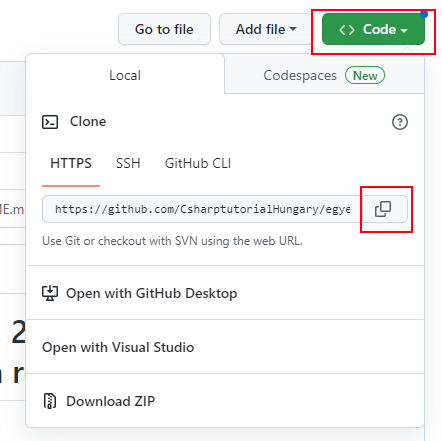 Go to file Add file <> Code
Local Codespaces New
Clone
HTTPS SSH GitHub CLI
https://github.com/CsharptutorialHungary/egye
Use Git or checkout with SVN using the web URL.
Open with GitHub Desktop
Open with Visual Studio
Download ZIP
ME.m
2